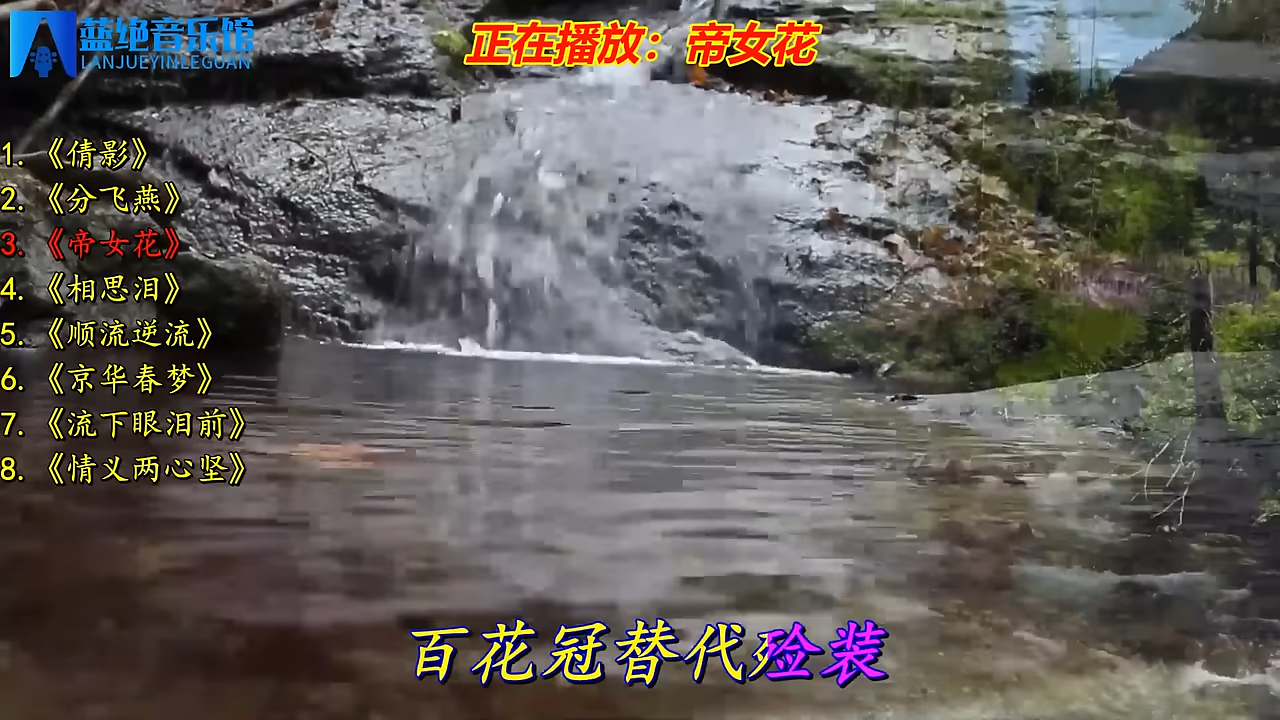 蓝绝音乐馆
LANJUEYINLEGUAN
正在播放：帝女花
1. 《倩影》
2. 《分飞燕》
3. 《帝女花》
4. 《相思泪》
5. 《顺流逆流》
6. 《京华春梦》
7. 《流下眼泪前》
8. 《情义两心坚》
百花冠替代殓装